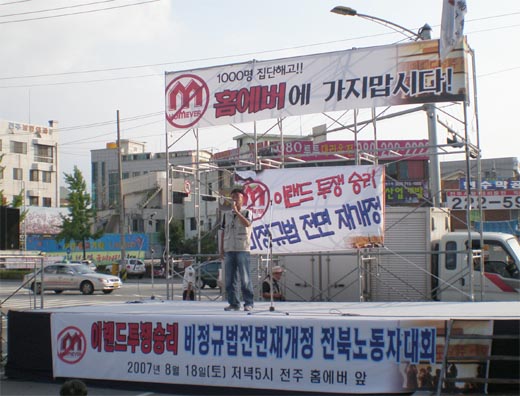 1000명 집단해고!!
홈에버에 가지맙시다!
HOMEVER
이랜드 투쟁 승리
비정규법 전면 재개정
222-59
이랜드투쟁승리 비정규법전면재개정 전북노동자대회
2007년 8월 18일(토) 저녁5시 전주 홈에버 앞